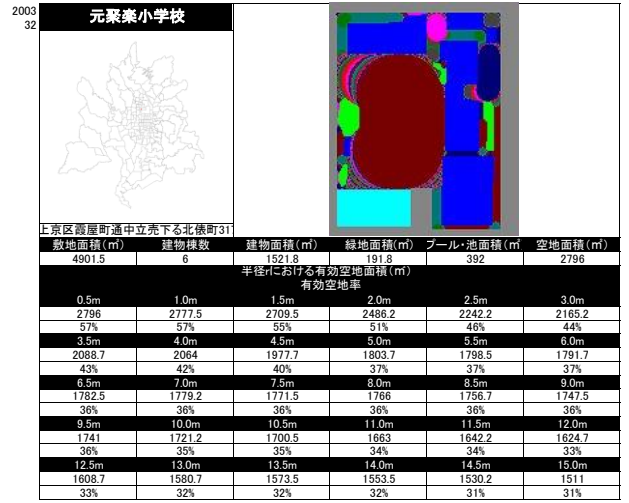 2003
32
元聚楽小学校
上京区霞屋町通中立売下る北俵町317
敷地面積(㎡) 建物棟数 建物面積(㎡) 緑地面積(㎡) プール・池面積(㎡ 空地面積(㎡)
4901.5 6 1521.8 191.8 392 2796
半径rにおける有効空地面積(㎡)
有効空地率
0.5m 1.0m 1.5m 2.0m 2.5m 3.0m
2796 2777.5 2709.5 2486.2 2242.2 2165.2
57% 57% 55% 51% 46% 44%
3.5m 4.0m 4.5m 5.0m 5.5m 6.0m
2088.7 2064 1977.7 1803.7 1798.5 1791.7
43% 42% 40% 37% 37% 37%
6.5m 7.0m 7.5m 8.0m 8.5m 9.0m
1782.5 1779.2 1771.5 1766 1756.7 1747.5
36% 36% 36% 36% 36% 36%
9.5m 10.0m 10.5m 11.0m 11.5m 12.0m
1741 1721.2 1700.5 1663 1642.2 1624.7
36% 35% 35% 34% 34% 33%
12.5m 13.0m 13.5m 14.0m 14.5m 15.0m
1608.7 1580.7 1573.5 1553.5 1530.2 1511
33% 32% 32% 32% 31% 31%